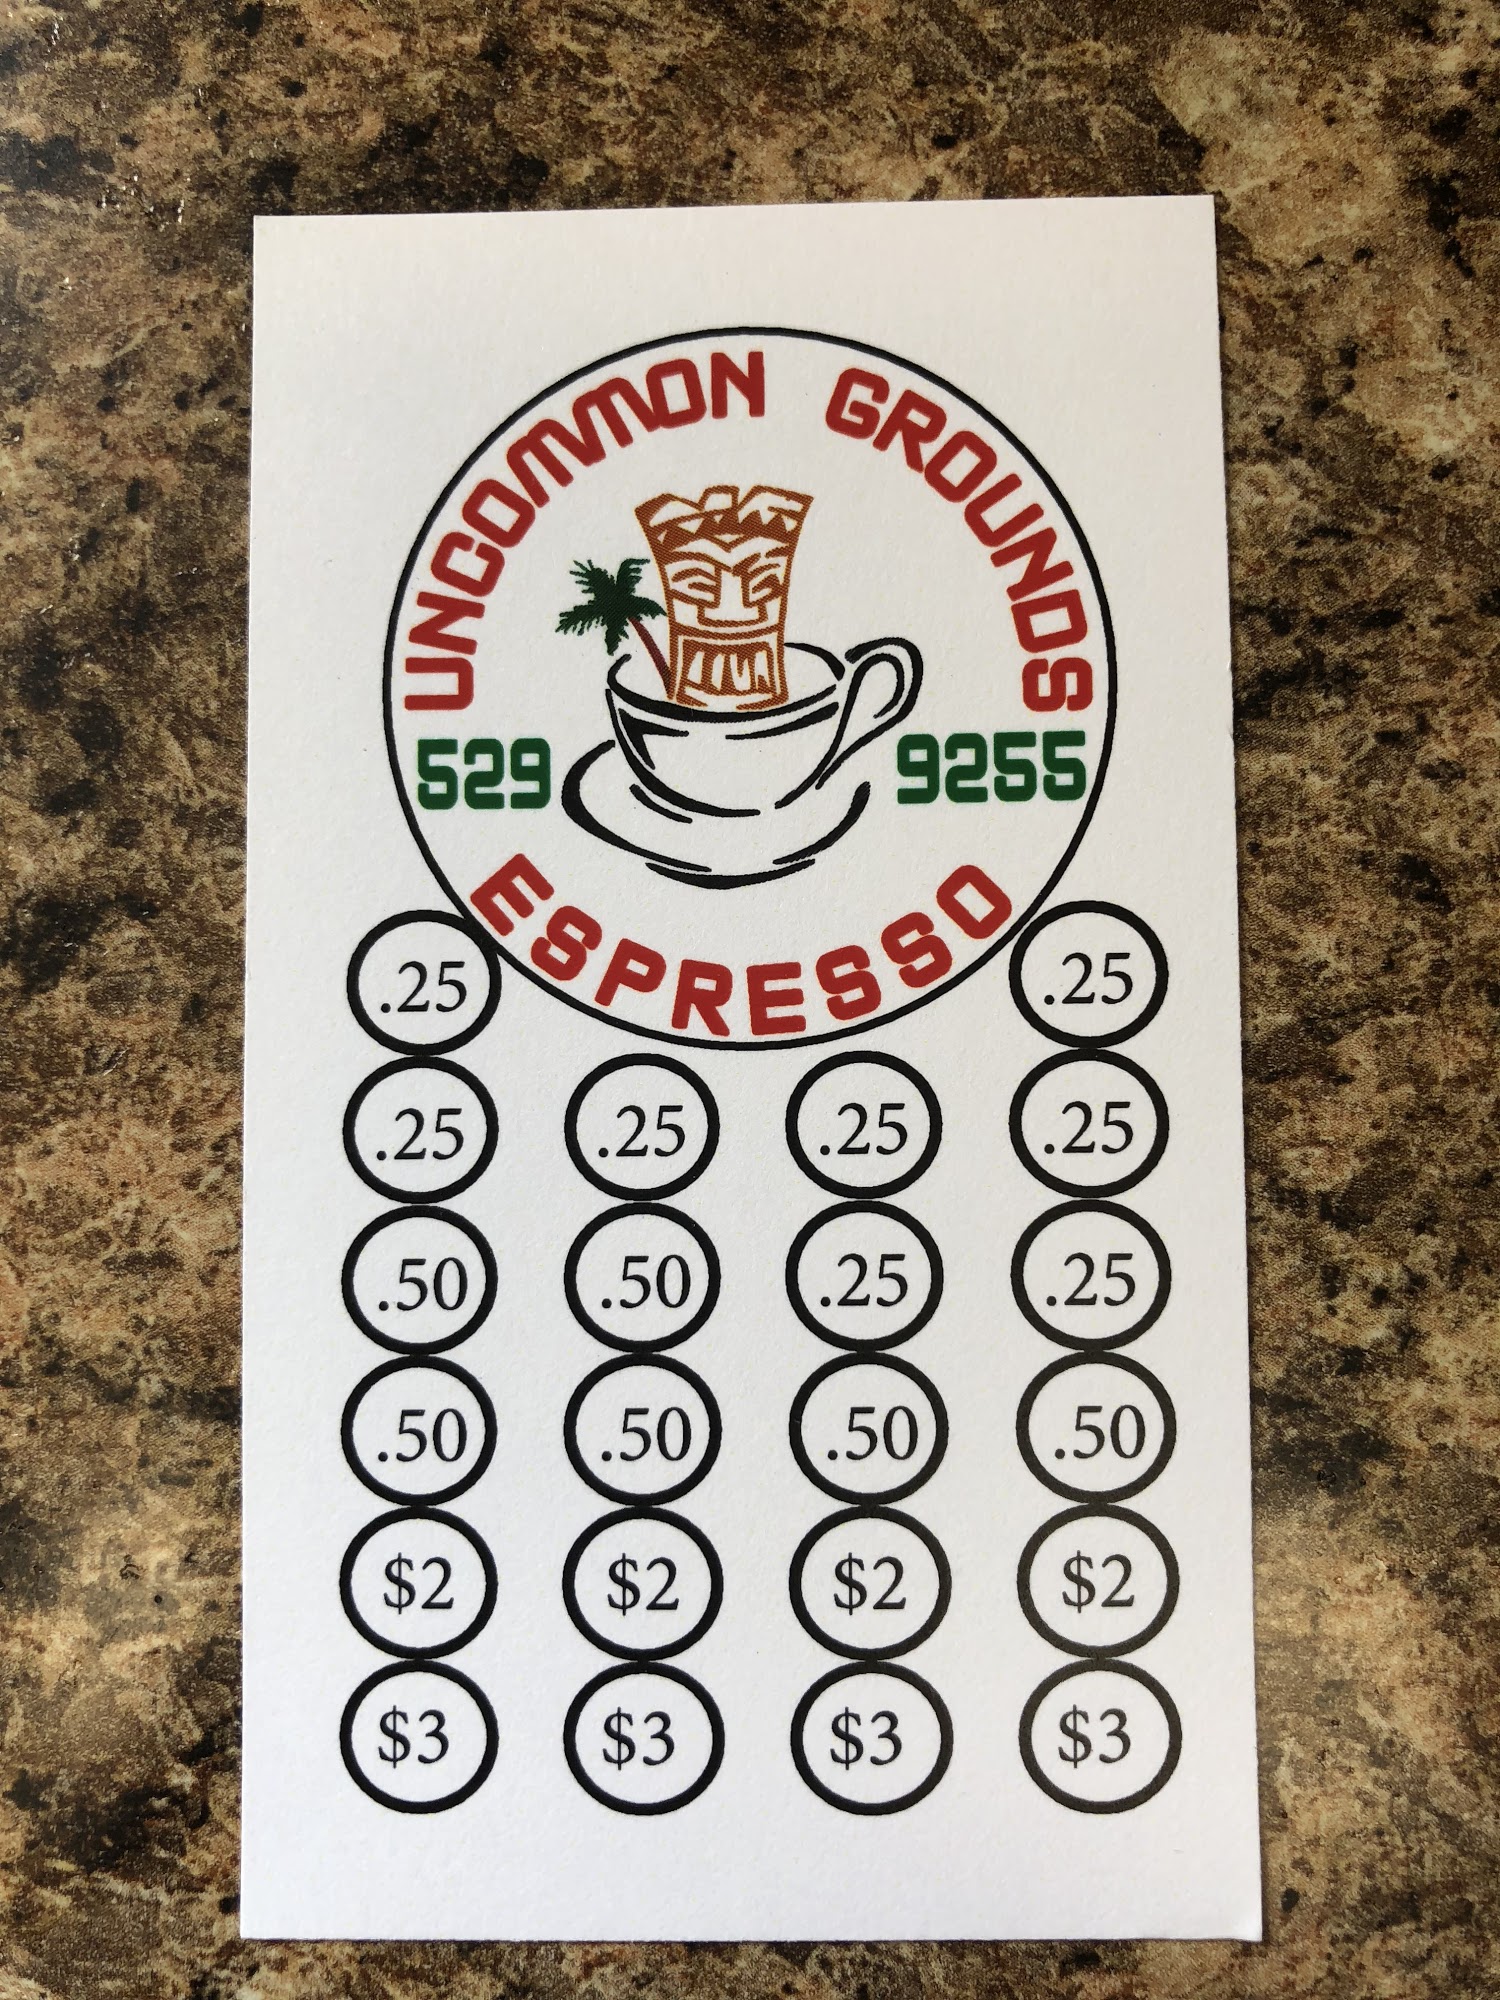 UNCOMMON GROUNDS
529 9255
ESPRESSO
.25 .25
.25 .25 .25 .25
.50 .50 .25 .25
.50 .50 .50 .50
$2 $2 $2 $2
$3 $3 $3 $3